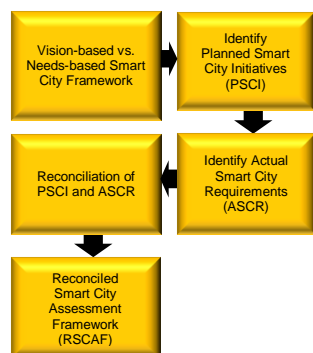 Vision-based vs.
Needs-based Smart
City Framework
Identify
Planned Smart
City Initiatives
(PSCI)
Identify Actual
Smart City
Requirements
(ASCR)
Reconciliation of
PSCI and ASCR
Reconciled
Smart City
Assessment
Framework
(RSCAF)